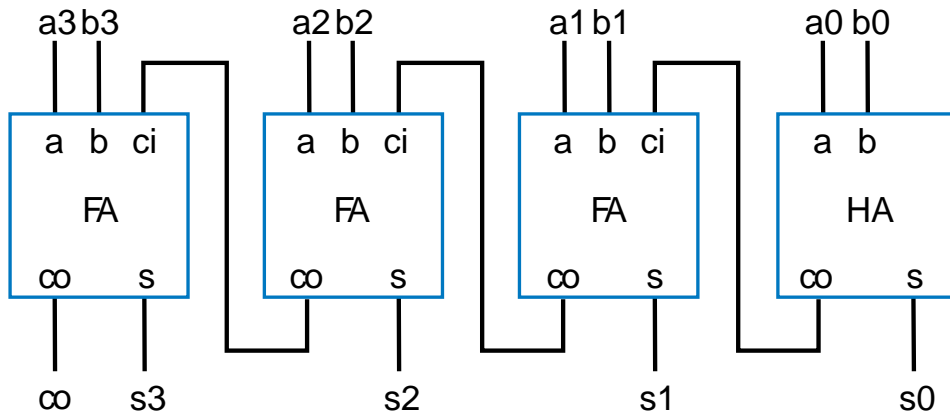 a3 b3 a2 b2 a1 b1 a0 b0
a b ci a b ci a b ci a b
FA FA FA HA
co s co s co s co s
co s3 s2 s1 s0